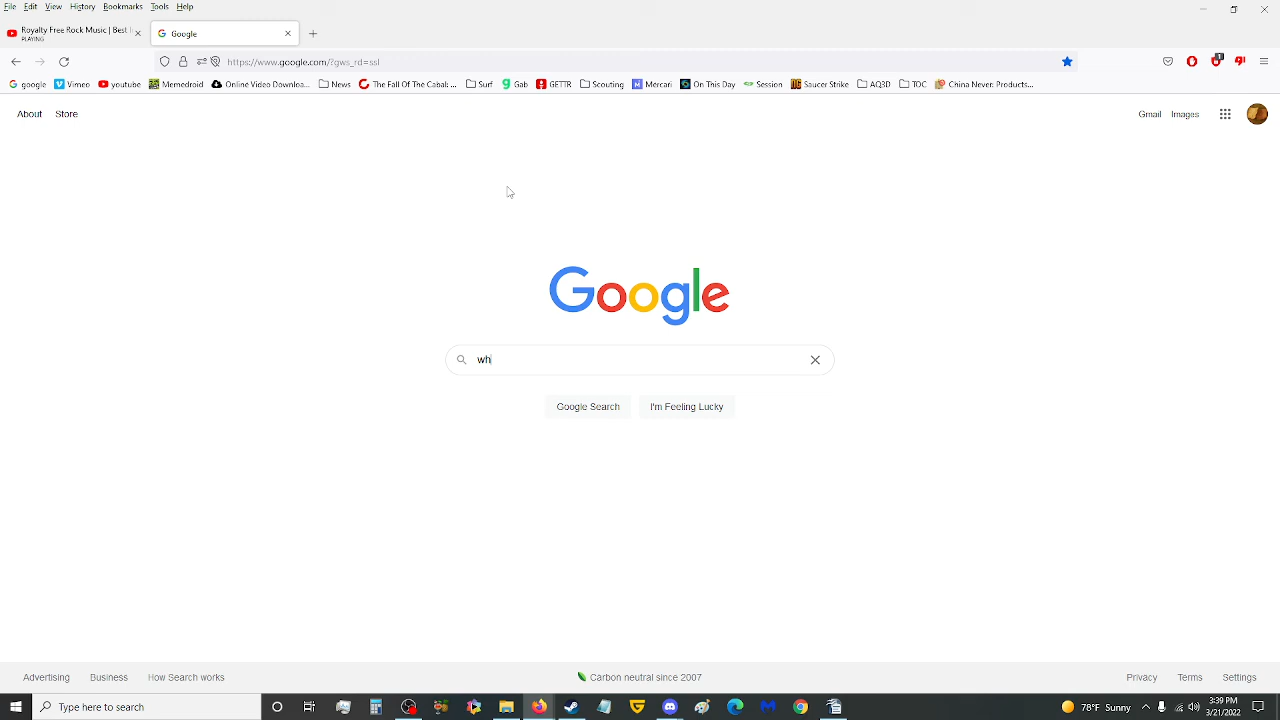 File Edit View History Bookmarks Tools Help
Royalty Free Rock Music | Best
PLAYING
Google
https://www.google.com/?gws_rd=ssl
google Vimeo youtube Memedroid Online Video Downloa... News The Fall Of The Cabal: ... Surf Gab GETTR Scouting Mercari On This Day Session Saucer Strike AQ3D TDC China Never: Products...
About Store
Gmail Images
Google
wh
Google Search I'm Feeling Lucky
Advertising Business How Search works
Carbon neutral since 2007
Privacy Terms Settings
Type here to search
78°F Sunny
3:39 PM
3/21/2022